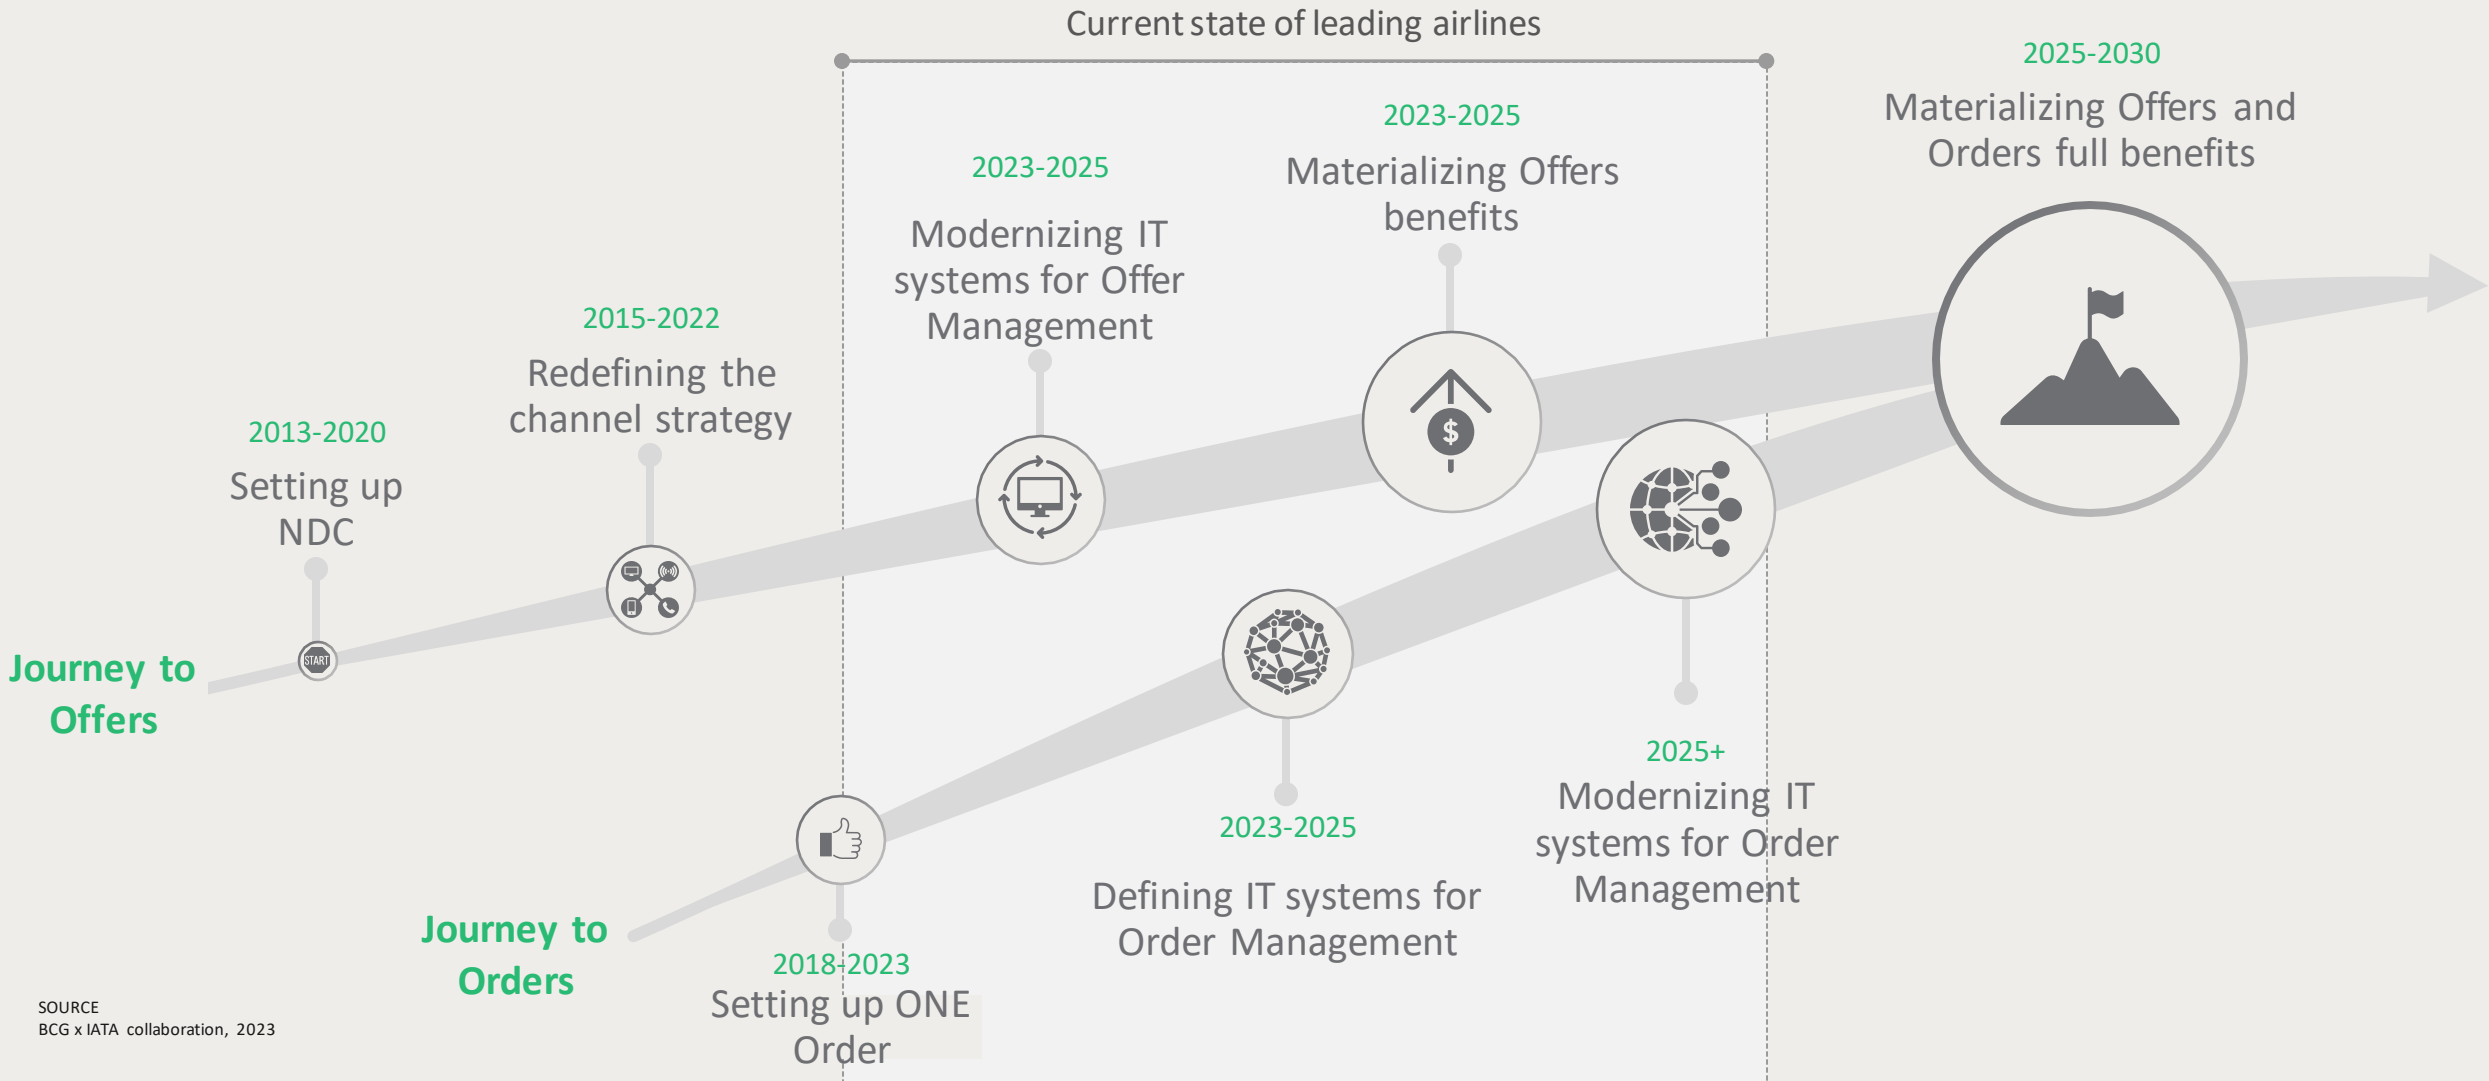 Current state of leading airlines
2025-2030
Materializing Offers and
Orders full benefits
2023-2025
Materializing Offers
benefits
2023-2025
Modernizing IT
systems for Offer
Management
2015-2022
Redefining the
channel strategy
2013-2020
Setting up
NDC
START
$
Journey to
Offers
2025+
Modernizing IT
systems for Order
Management
2023-2025
Defining IT systems for
Order Management
Journey to
Orders
2018-2023
Setting up ONE
Order
SOURCE
BCG x IATA collaboration, 2023